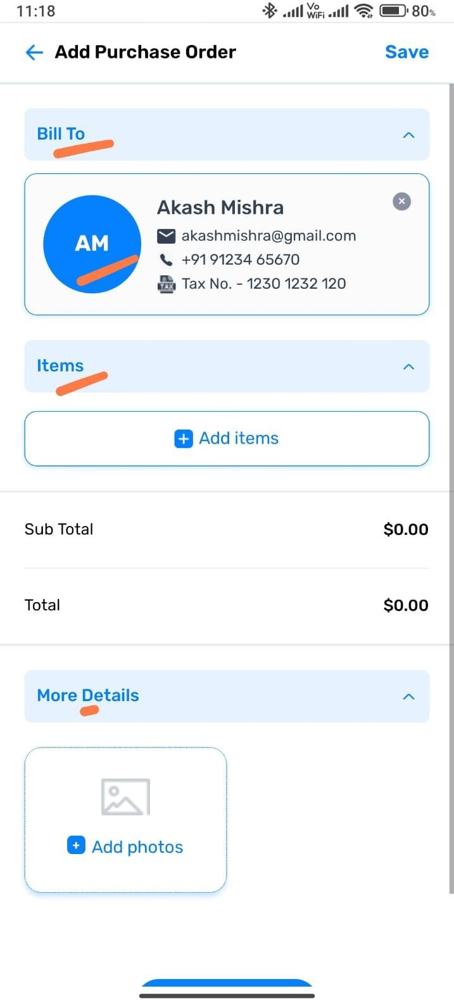 11:18
Vo
WiFi
80%
Add Purchase Order
Save
Bill To
AM
Akash Mishra
akashmishra@gmail.com
+91 91234 65670
TAX
Tax No. - 1230 1232 120
Items
Add items
Sub Total
$0.00
Total
$0.00
More Details
Add photos